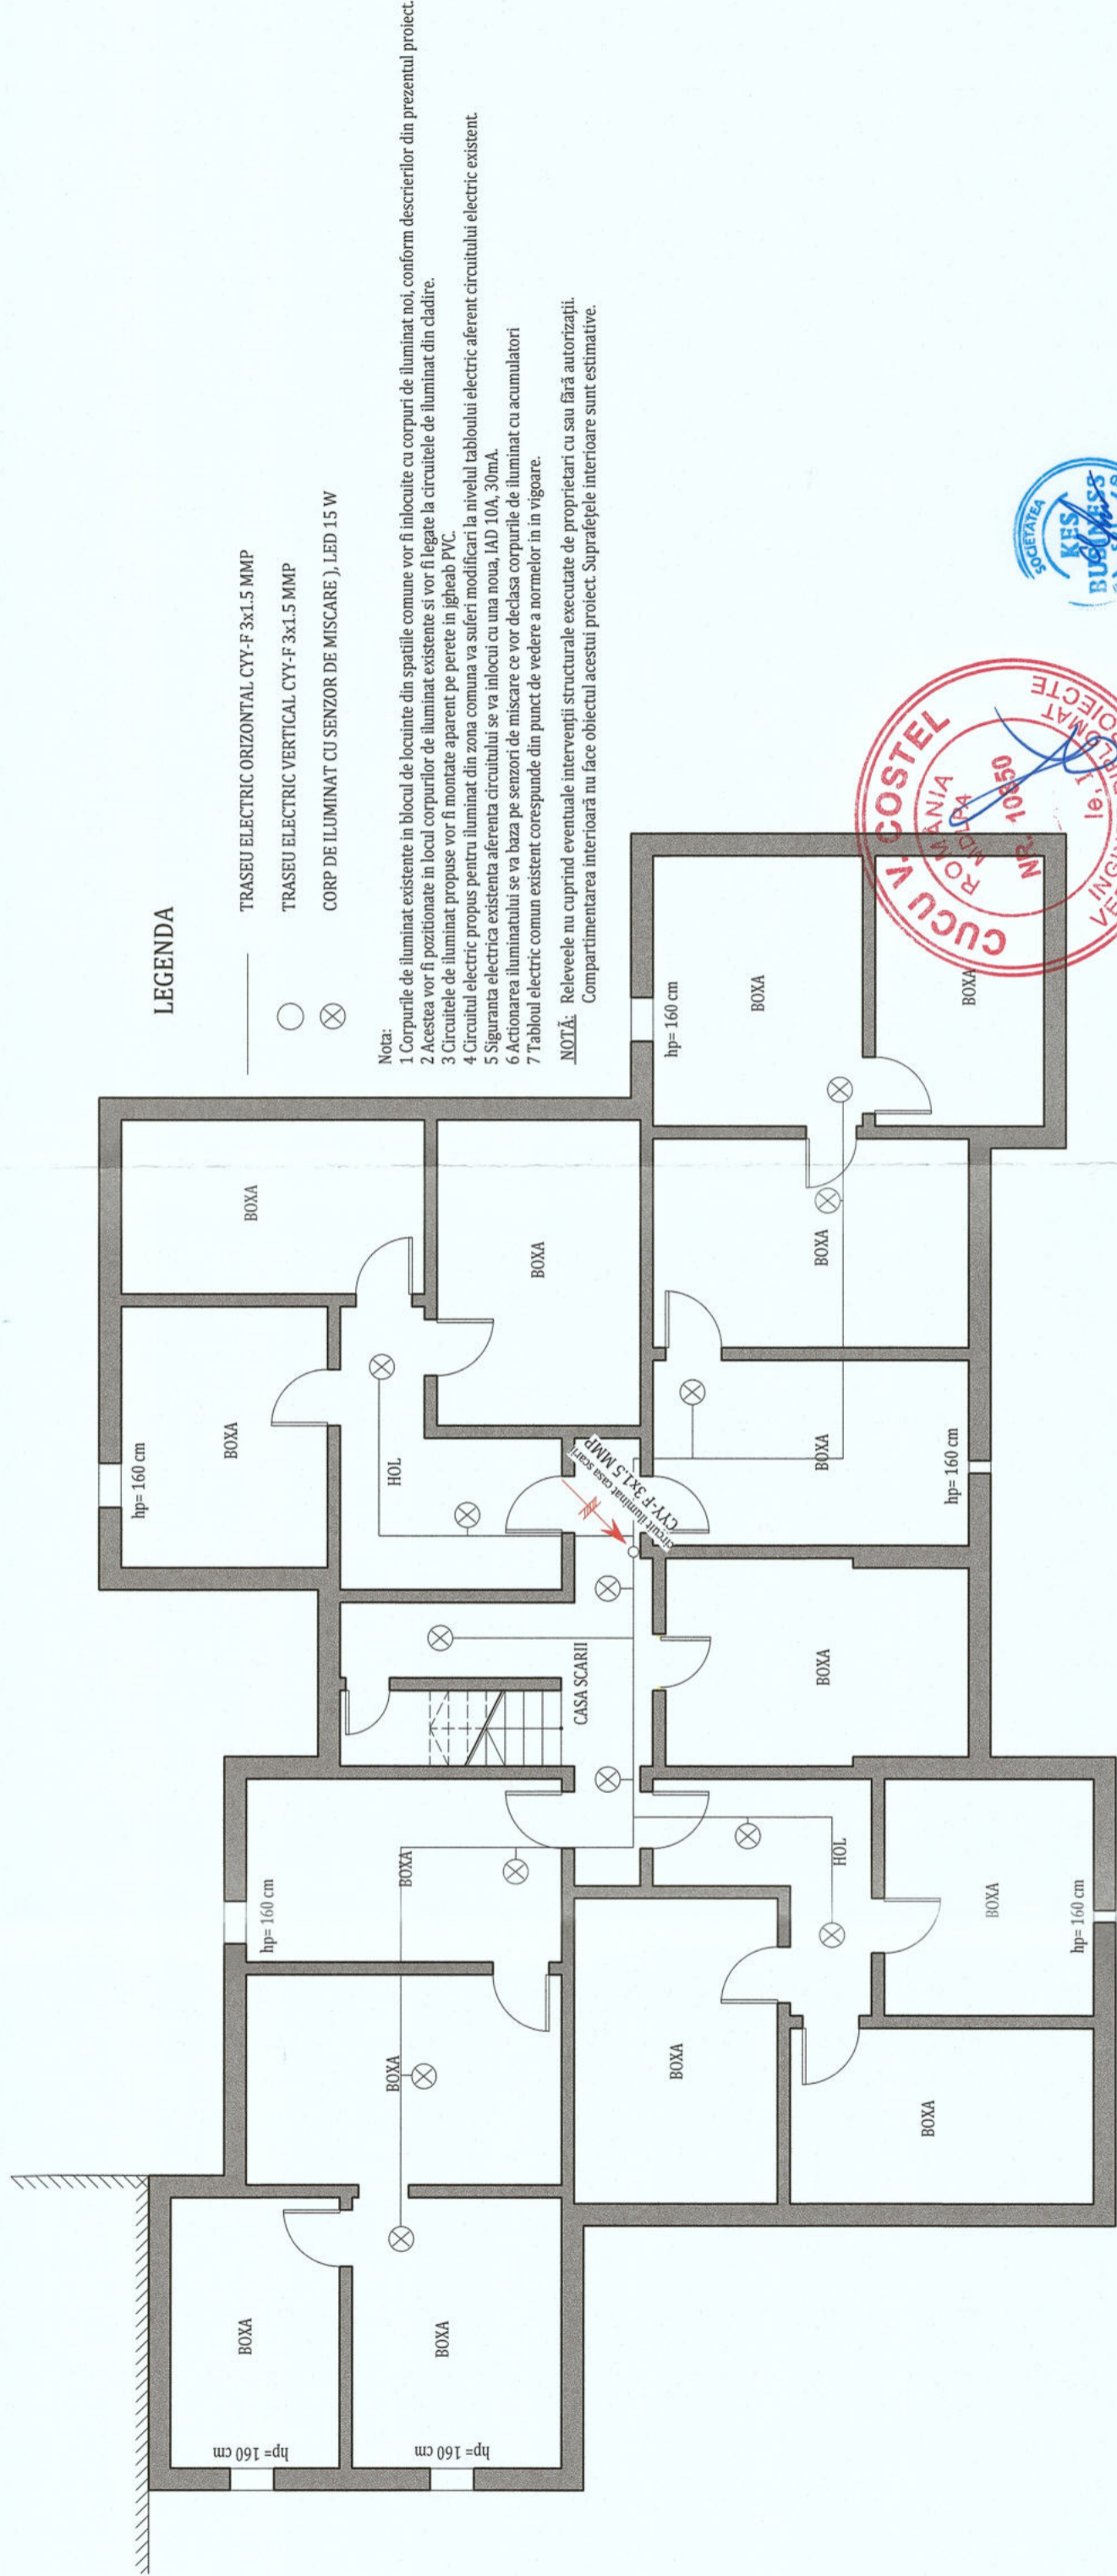 LEGENDA
TRASEU ELECTRIC ORIZONTAL CYY-F 3x1.5 MMP
TRASEU ELECTRIC VERTICAL CYY-F 3x1.5 MMP
CORP DE ILUMINAT CU SENZOR DE MISCARE ), LED 15 W
Nota:
1 Corpurile de iluminat existente in blocul de locuinte din spatiile comune vor fi inlocuite cu corpuri de iluminat noi, conform descrierilor din prezentul proiect.
2 Acestea vor fi pozitionate in locul corpurilor de iluminat existente si vor fi legate la circuitele de iluminat din cladire.
3 Circuitele de iluminat propuse vor fi montate aparent pe perete in jgheab PVC.
4 Circuitul electric propus pentru iluminat din zona comuna va suferi modificari la nivelul tabloului electric aferent circuitului electric existent.
5 Siguranta electrica existenta aferenta circuitului se va inlocui cu una noua, IAD 10A, 30mA.
6 Actionarea iluminatului se va baza pe senzori de miscare ce vor declasa corpurile de iluminat cu acumulatori
7 Tabloul electric comun existent corespunde din punct de vedere a normelor in in vigoare.
NOTĂ: Releveele nu cuprind eventuale intervenții structurale executate de proprietari cu sau fără autorizații.
Compartimentarea interioară nu face obiectul acestui proiect. Suprafețele interioare sunt estimative.
hp= 160 cm
BOXA
BOXA
HOL
BOXA
circuit iluminat casa scarii
CYY-F 3x1.5 MMP
CASA SCARII
hp= 160 cm
BOXA
BOXA
BOXA
hp= 160 cm
BOXA
hp= 160 cm
BOXA
BOXA
HOL
BOXA
hp= 160 cm
BOXA
BOXA
hp= 160 cm
BOXA
BOXA
hp= 160 cm
BOXA
BOXA
CUCU V. COSTEL
ROMÂNIA
MDLPA
NR. 10850
Ie,
SOCIETATEA
KES
BUSINESS